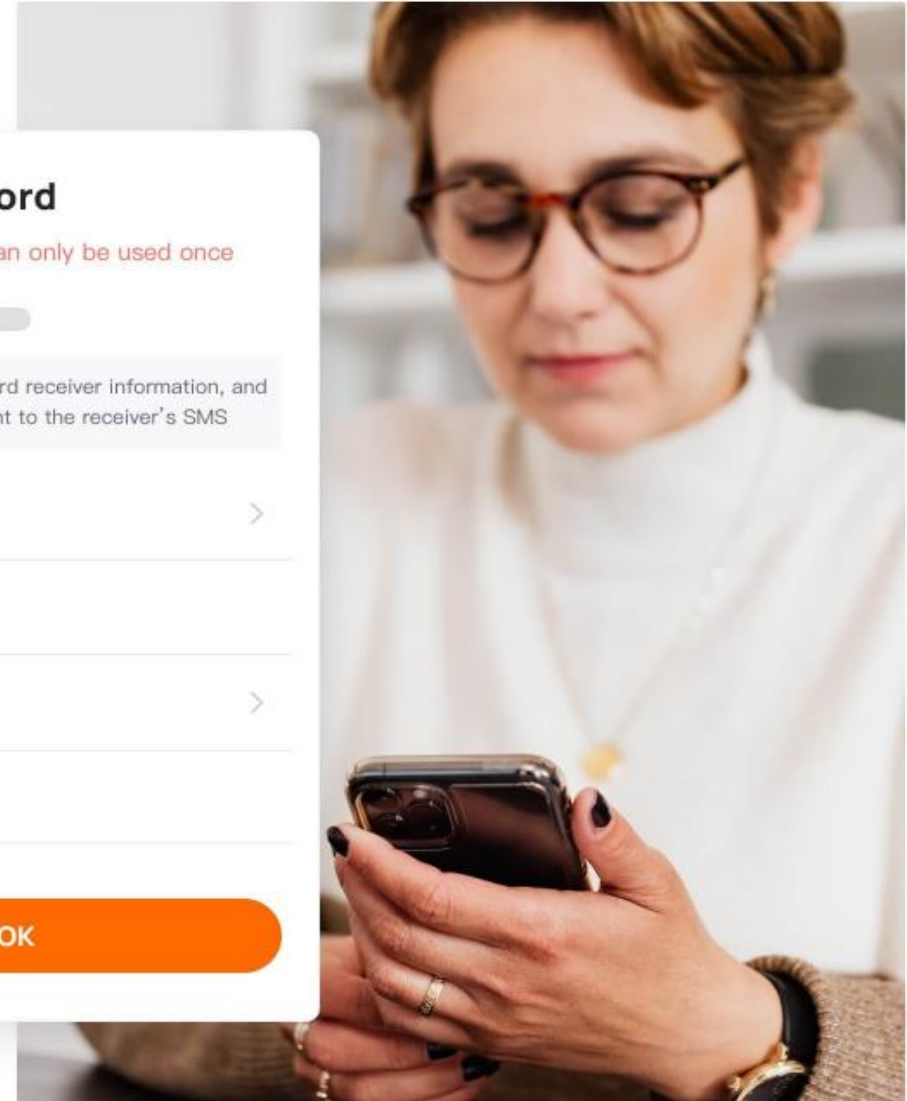 ord
an only be used once
rd receiver information, and
nt to the receiver's SMS
OK